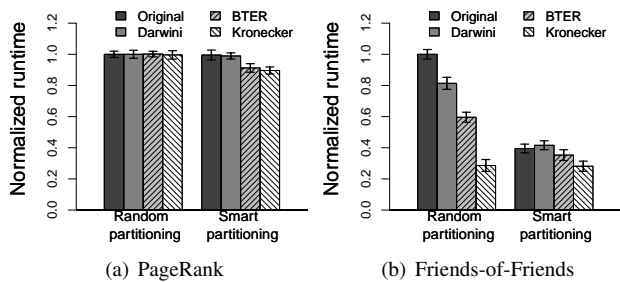 Original
BTER
Darwini
Kronecker
Normalized runtime
0.0 0.2 0.4 0.6 0.8 1.0 1.2
Random
partitioning
Smart
partitioning
(a) PageRank
Original
BTER
Darwini
Kronecker
Normalized runtime
0.0 0.2 0.4 0.6 0.8 1.0 1.2
Random
partitioning
Smart
partitioning
(b) Friends-of-Friends